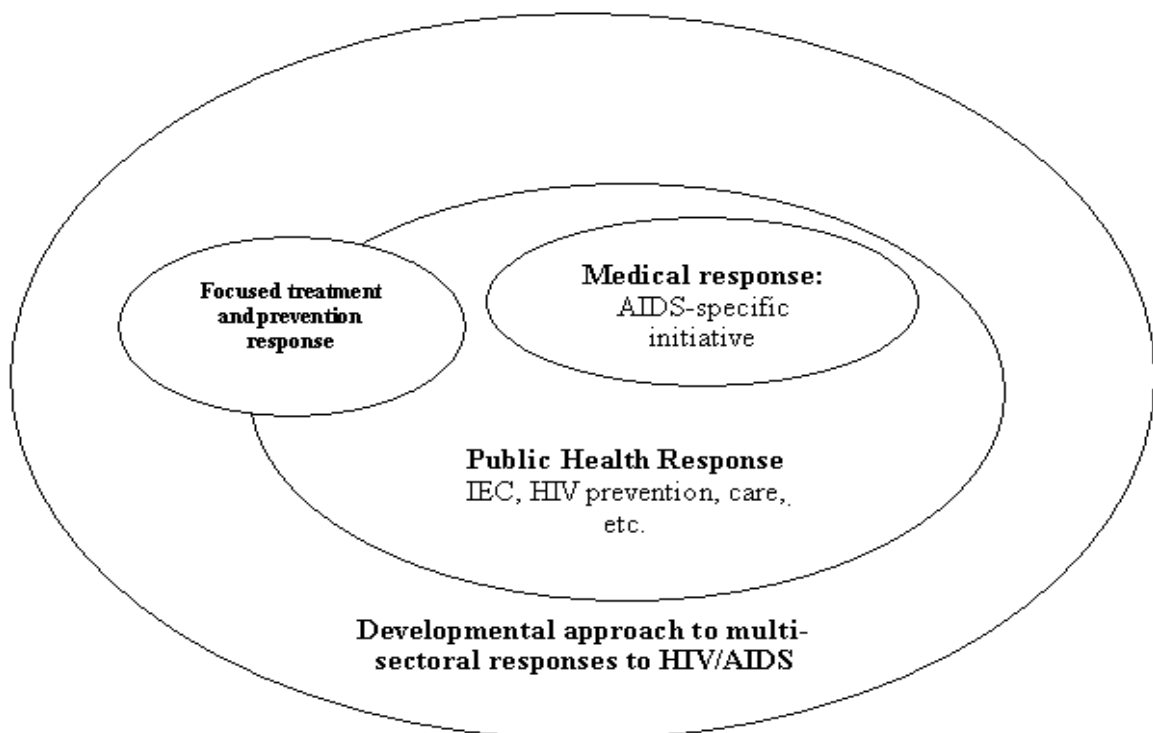 Focused treatment
and prevention
response
Medical response:
AIDS-specific
initiative
Public Health Response
IEC, HIV prevention, care,
etc.
Developmental approach to multi-
sectoral responses to HIV/AIDS